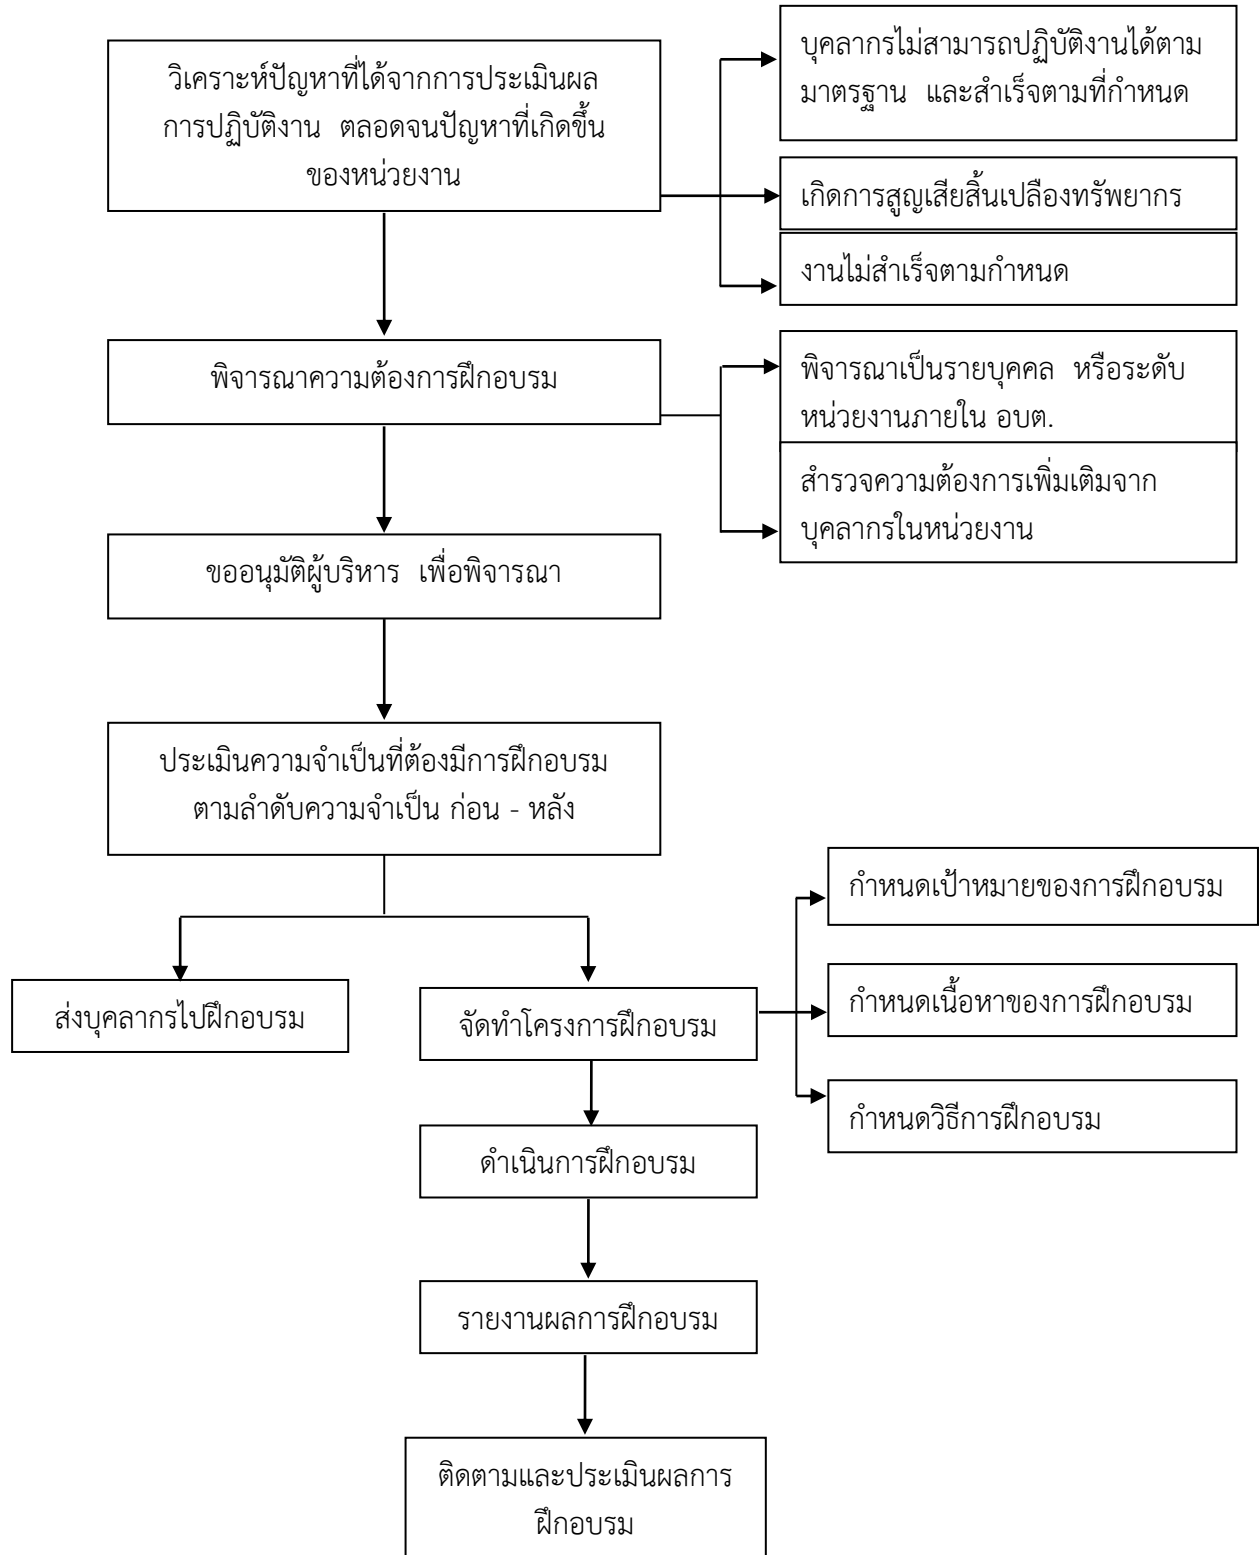 วิเคราะห์ปัญหาที่ได้จากการประเมินผล
การปฏิบัติงาน ตลอดจนปัญหาที่เกิดขึ้น
ของหน่วยงาน
บุคลากรไม่สามารถปฏิบัติงานได้ตาม
มาตรฐาน และสำเร็จตามที่กำหนด
เกิดการสูญเสียสิ้นเปลืองทรัพยากร
งานไม่สำเร็จตามกำหนด
พิจารณาความต้องการฝึกอบรม
พิจารณาเป็นรายบุคคล หรือระดับ
หน่วยงานภายใน อบต.
สำรวจความต้องการเพิ่มเติมจาก
บุคลากรในหน่วยงาน
ขออนุมัติผู้บริหาร เพื่อพิจารณา
ประเมินความจำเป็นที่ต้องมีการฝึกอบรม
ตามลำดับความจำเป็น ก่อน - หลัง
ส่งบุคลากรไปฝึกอบรม
จัดทำโครงการฝึกอบรม
กำหนดเป้าหมายของการฝึกอบรม
กำหนดเนื้อหาของการฝึกอบรม
กำหนดวิธีการฝึกอบรม
ดำเนินการฝึกอบรม
รายงานผลการฝึกอบรม
ติดตามและประเมินผลการ
ฝึกอบรม